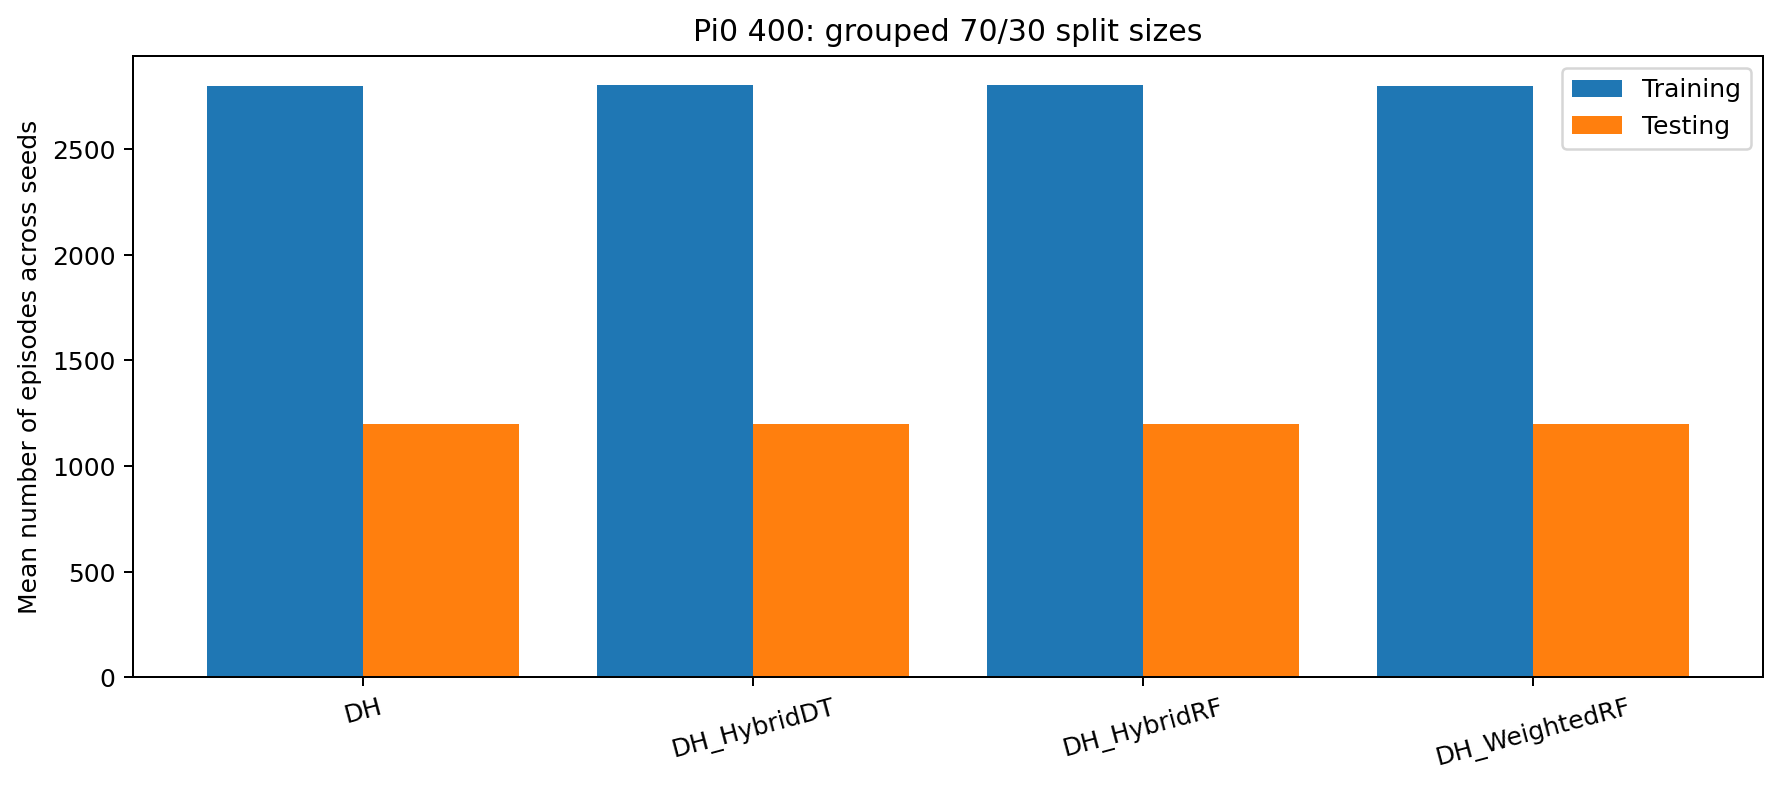 Pi0 400: grouped 70/30 split sizes
Training
Testing
Mean number of episodes across seeds
2500
2000
1500
1000
500
0
DH
DH_HybridDT
DH_HybridRF
DH_WeightedRF